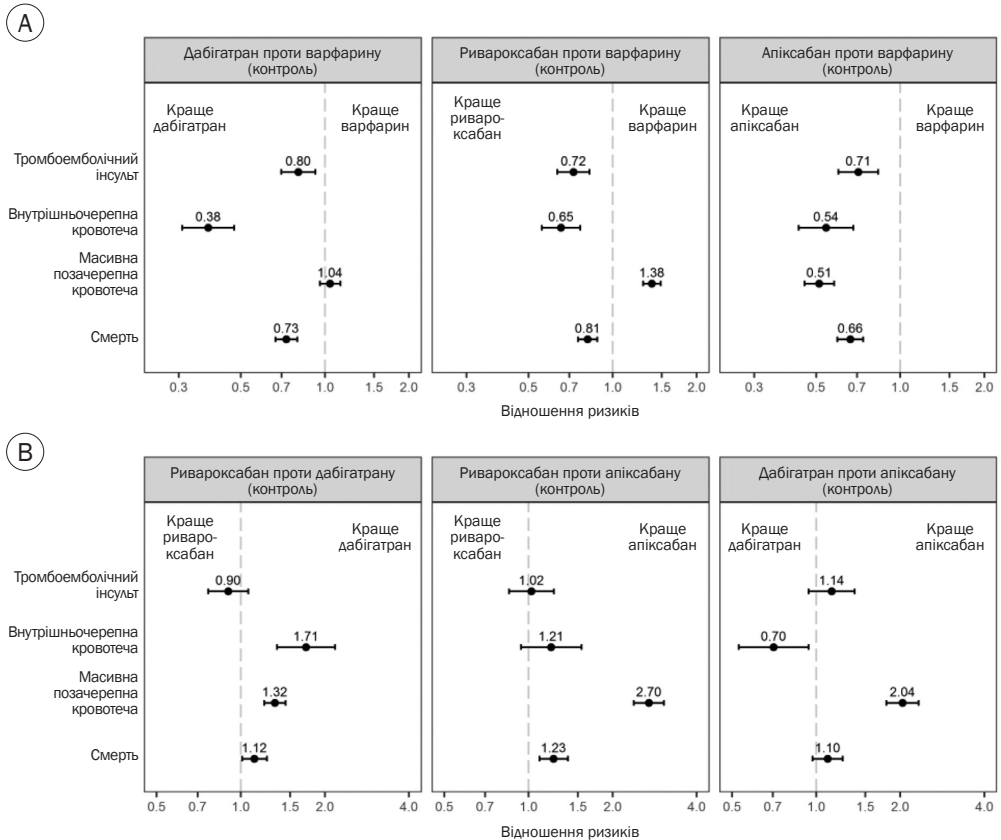 A
Дабігатран проти варфарину
(контроль)
Ривароксабан проти варфарину
(контроль)
Апіксабан проти варфарину
(контроль)
Краще
дабігатран
Краще
варфарин
Краще
риваро-
ксабан
Краще
варфарин
Краще
апіксабан
Краще
варфарин
Тромбоемболічний
інсульт
0.80
0.72
0.71
Внутрішньочерепна
кровотеча
0.38
0.65
0.54
Масивна
позачерепна
кровотеча
1.04
1.38
0.51
Смерть
0.73
0.81
0.66
0.3 0.5 0.7 1.0 1.5 2.0
0.3 0.5 0.7 1.0 1.5 2.0
0.3 0.5 0.7 1.0 1.5 2.0
Відношення ризиків
B
Ривароксабан проти дабігатрану
(контроль)
Ривароксабан проти апіксабану
(контроль)
Дабігатран проти апіксабану
(контроль)
Краще
риваро-
ксабан
Краще
дабігатран
Краще
риваро-
ксабан
Краще
апіксабан
Краще
дабігатран
Краще
апіксабан
Тромбоемболічний
інсульт
0.90
1.02
1.14
Внутрішньочерепна
кровотеча
1.71
1.21
0.70
Масивна
позачерепна
кровотеча
1.32
2.70
2.04
Смерть
1.12
1.23
1.10
0.5 0.7 1.0 1.5 2.0 4.0
0.5 0.7 1.0 1.5 2.0 4.0
0.5 0.7 1.0 1.5 2.0 4.0
Відношення ризиків